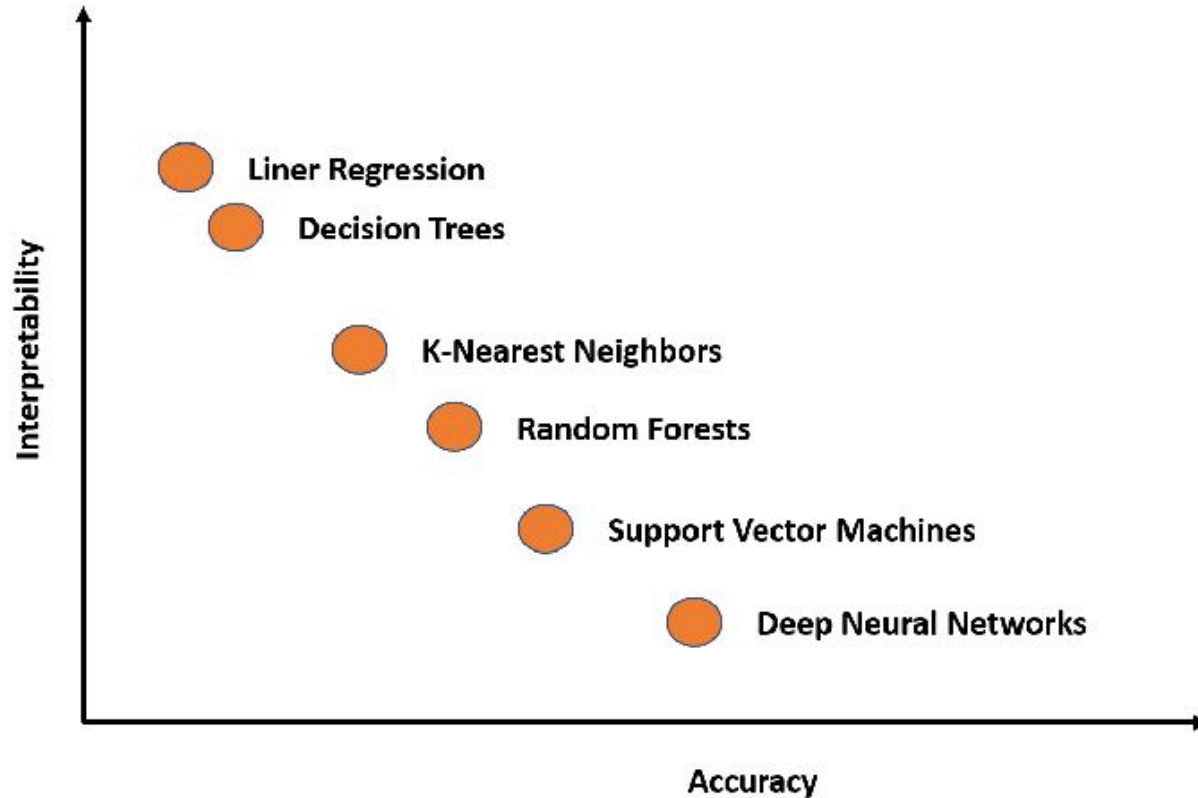 Liner Regression
Decision Trees
Interpretability
K-Nearest Neighbors
Random Forests
Support Vector Machines
Deep Neural Networks
Accuracy